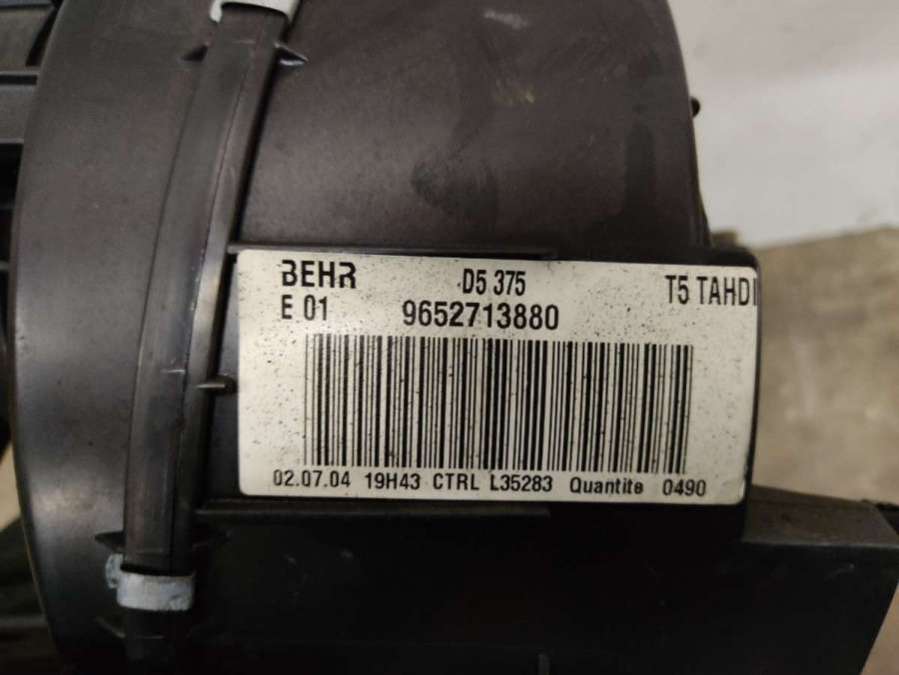 BEHR D5 375 T5 TAHDI
E 01 9652713880
02.07.04 19H43 CTRL L35283 Quantite 0490